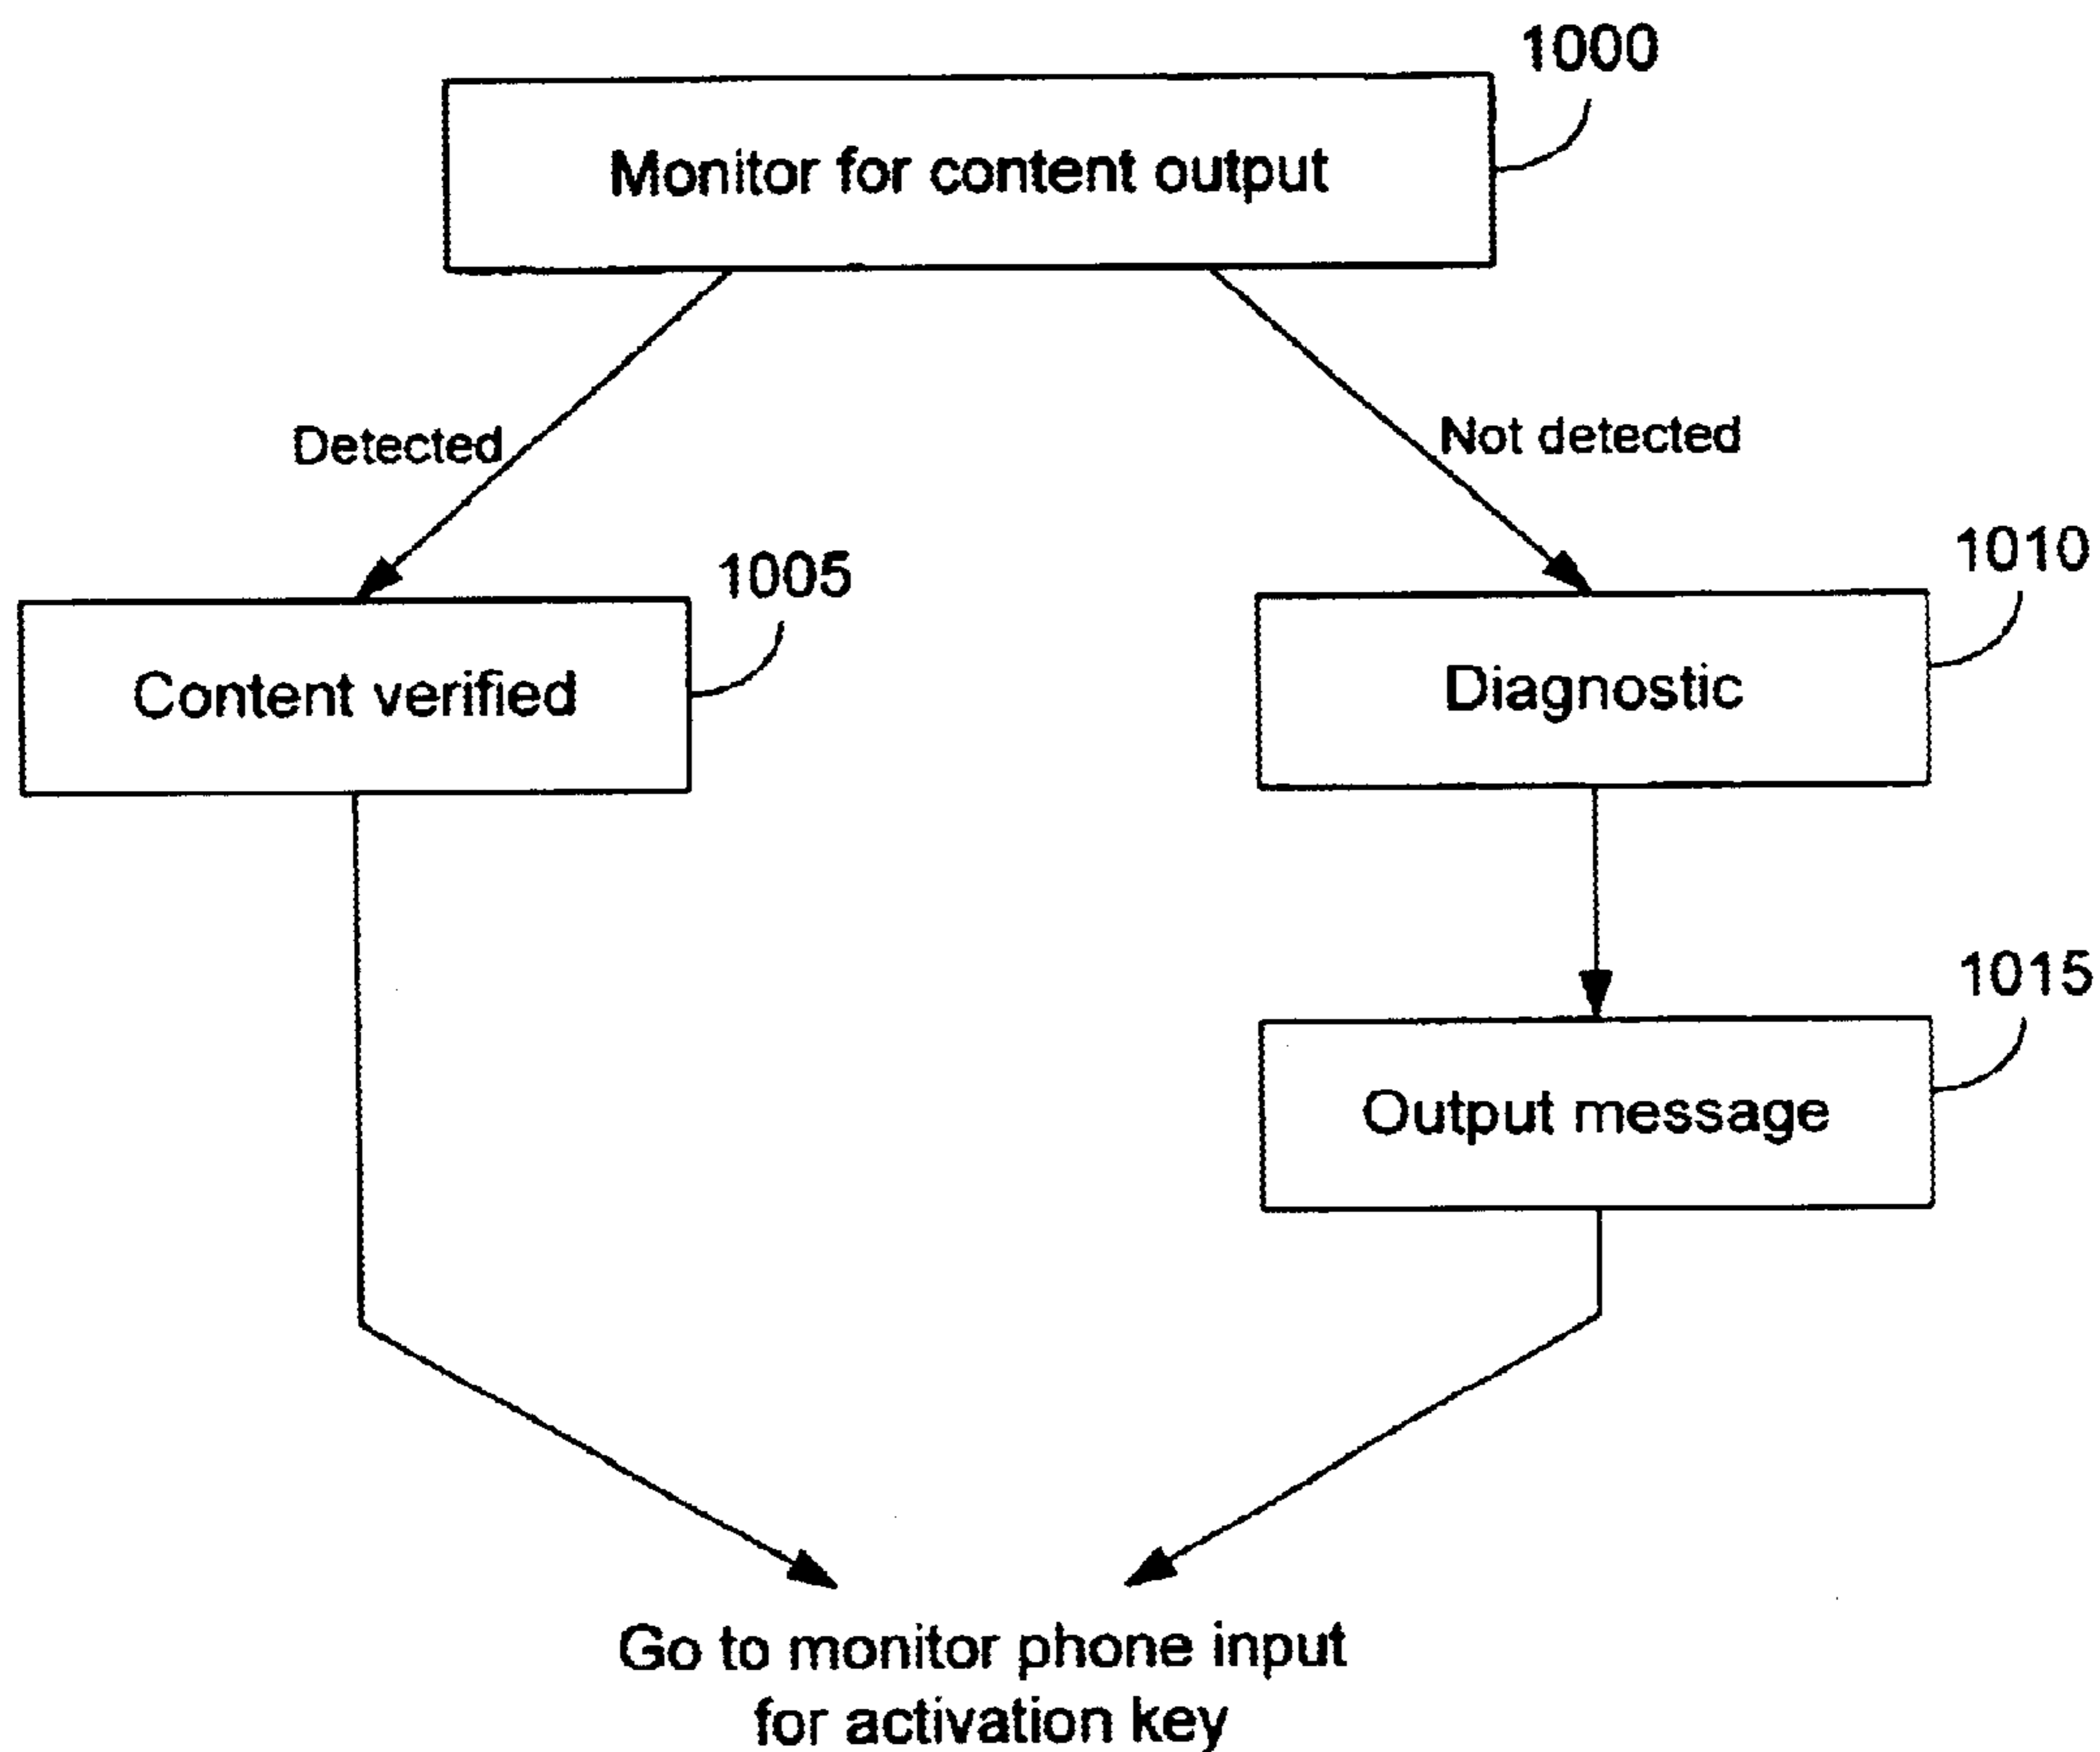 1000
Monitor for content output
Detected
Not detected
1005
1010
Content verified
Diagnostic
1015
Output message
Go to monitor phone input
for activation key